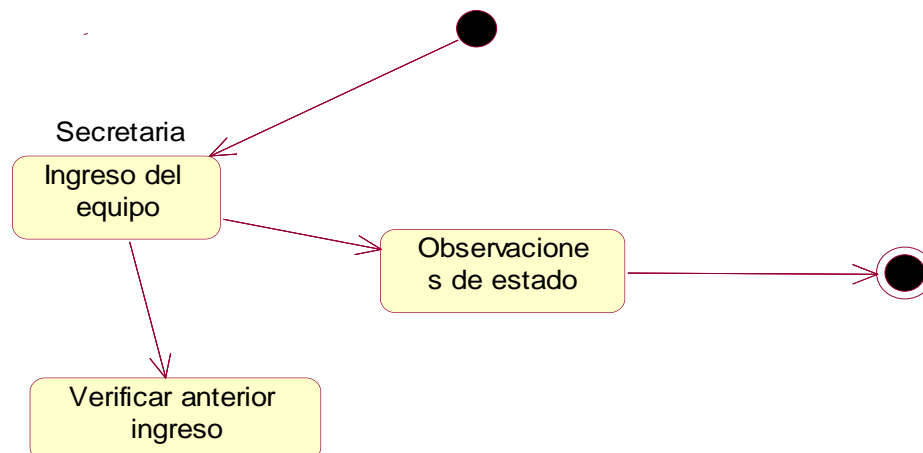 Secretaria
Ingreso del
equipo
Observacione
s de estado
Verificar anterior
ingreso